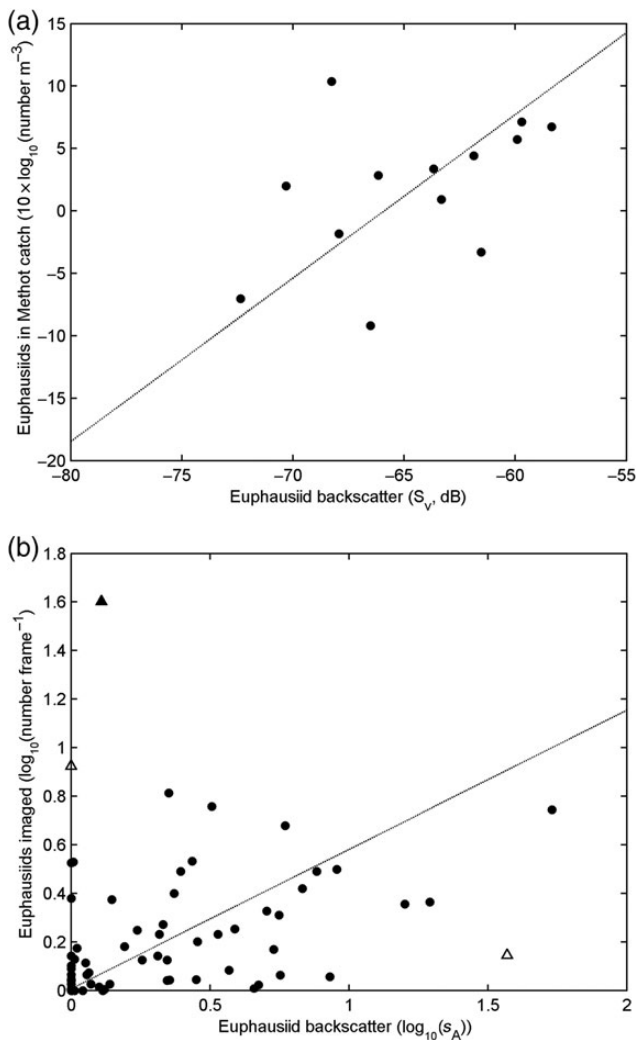 (a)
15
10
5
0
−5
−10
−15
−20
Euphausiids in Methot catch (10 × log₁₀ (number m⁻³)
−80 −75 −70 −65 −60 −55
Euphausiid backscatter (Sᵥ, dB)
(b)
1.8
1.6
1.4
1.2
1
0.8
0.6
0.4
0.2
0
Euphausiids imaged (log₁₀(number frame⁻¹)
0 0.5 1 1.5 2
Euphausiid backscatter (log₁₀(s_A))